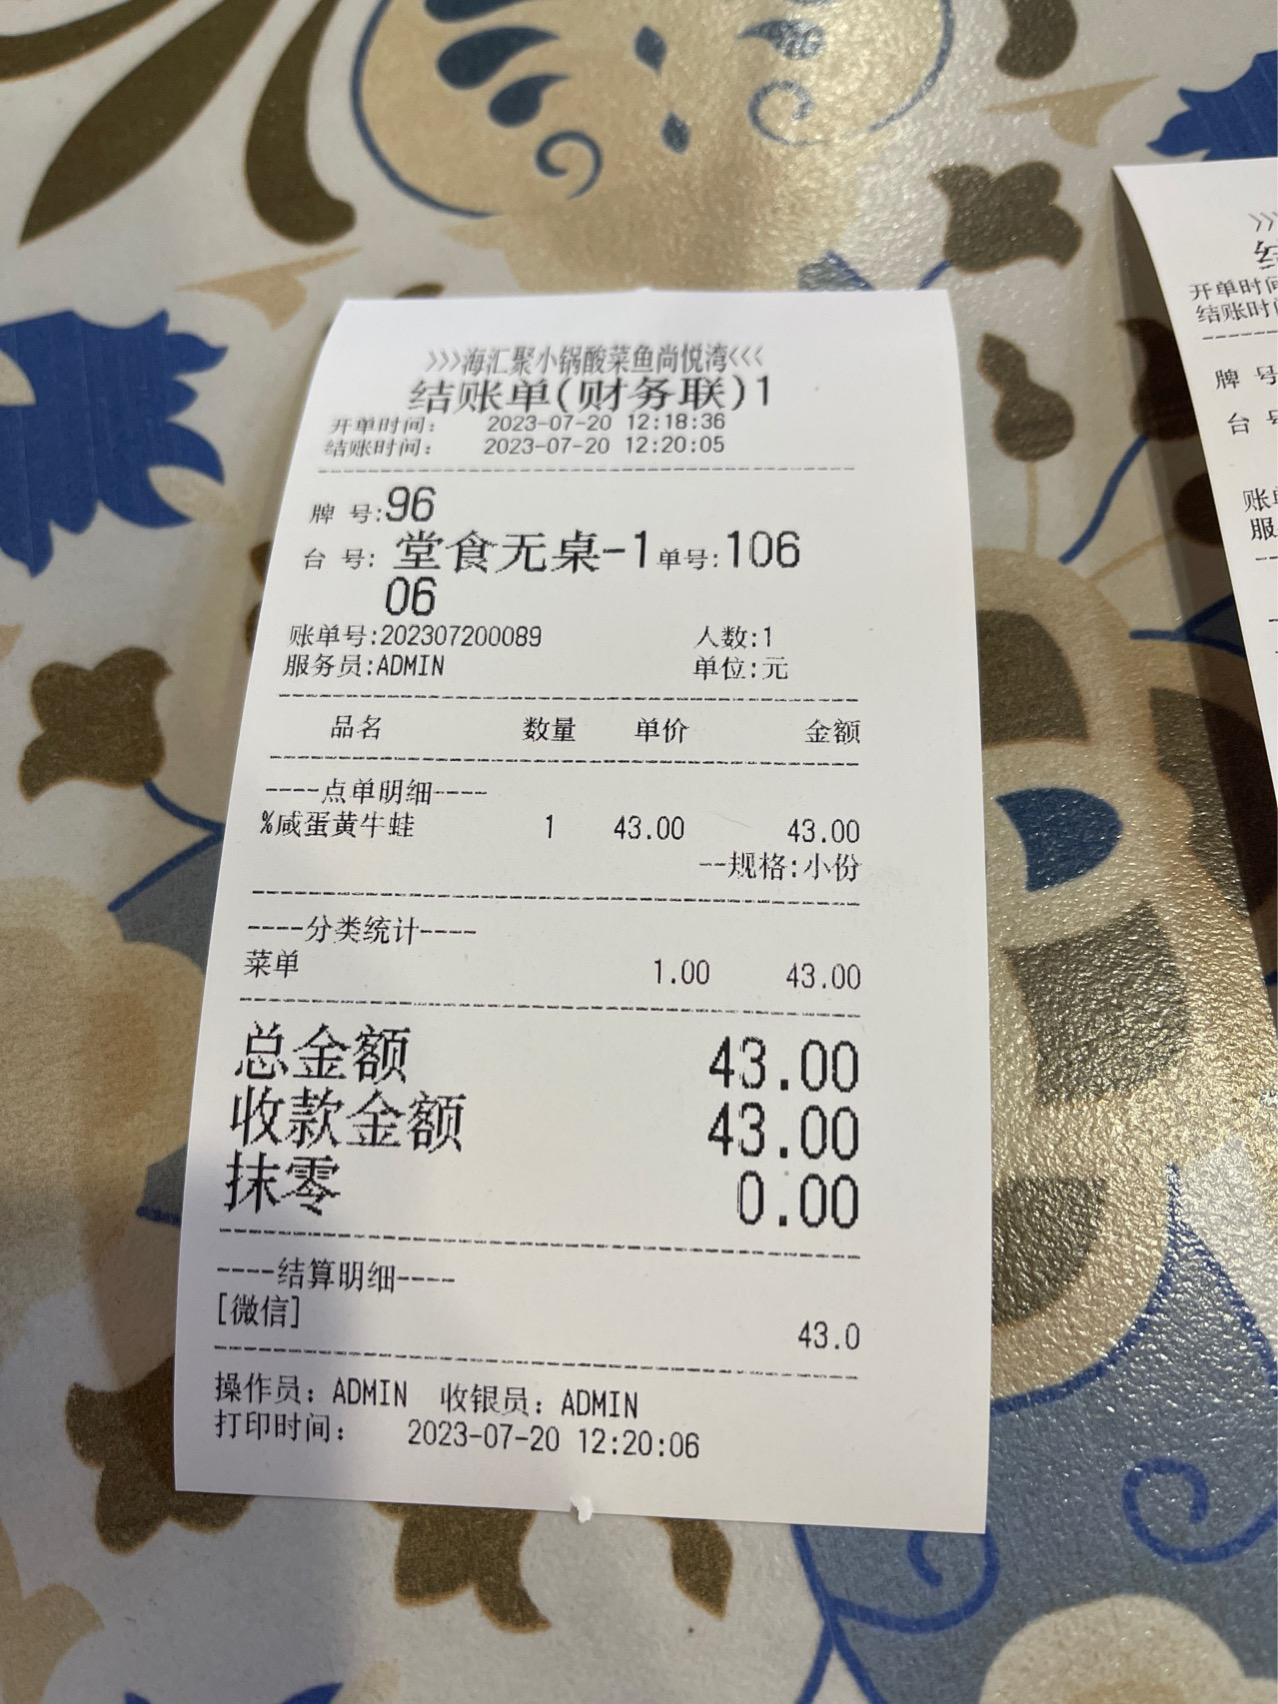 >>>海汇聚小锅酸菜鱼尚悦湾<<<
结账单(财务联)1
开单时间: 2023-07-20 12:18:36
结账时间: 2023-07-20 12:20:05
牌 号:96
台 号: 堂食无桌-1 单号:106
06
账单号:202307200089 人数:1
服务员:ADMIN 单位:元
品名 数量 单价 金额
----点单明细----
%咸蛋黄牛蛙 1 43.00 43.00
--规格:小份
----分类统计----
菜单 1.00 43.00
总金额 43.00
收款金额 43.00
抹零 0.00
----结算明细----
[微信] 43.0
操作员: ADMIN 收银员: ADMIN
打印时间: 2023-07-20 12:20:06
>>>
开单时间
结账时
牌 号
台
账
服